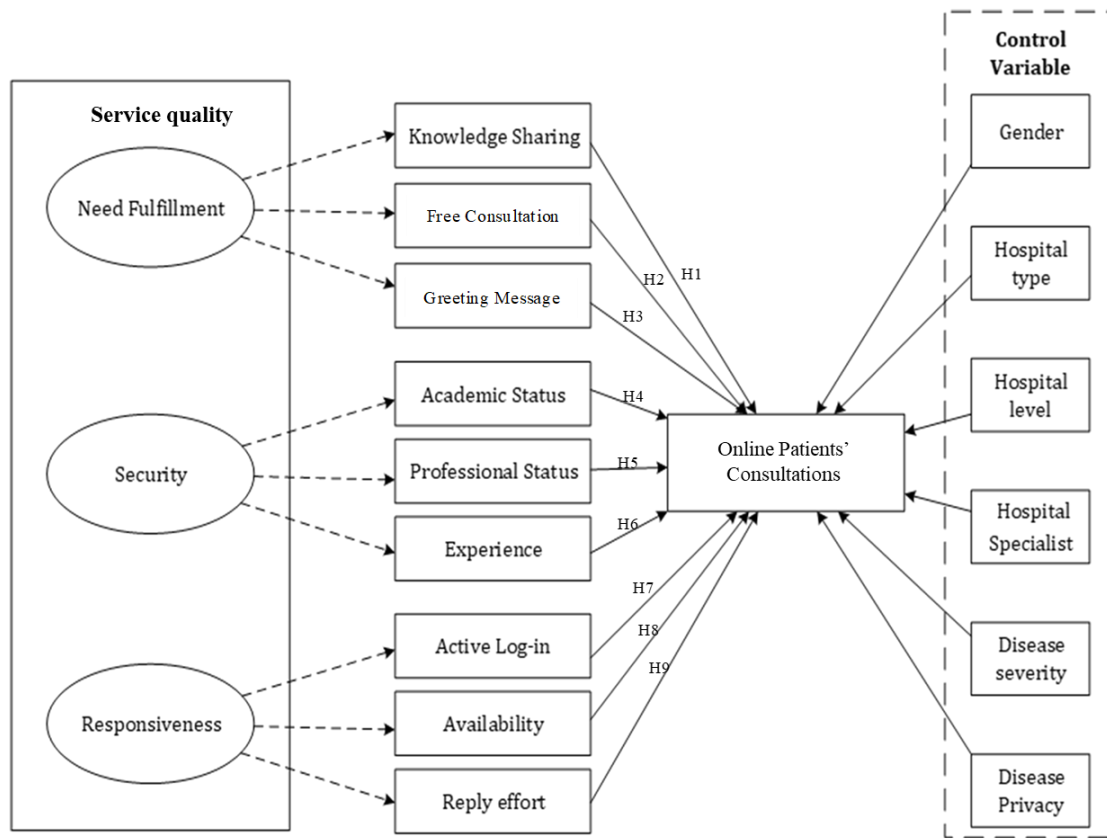 Service quality
Need Fulfillment
Security
Responsiveness
Knowledge Sharing
Free Consultation
Greeting Message
Academic Status
Professional Status
Experience
Active Log-in
Availability
Reply effort
H1
H2
H3
H4
H5
H6
H7
H8
H9
Online Patients’
Consultations
Control
Variable
Gender
Hospital
type
Hospital
level
Hospital
Specialist
Disease
severity
Disease
Privacy